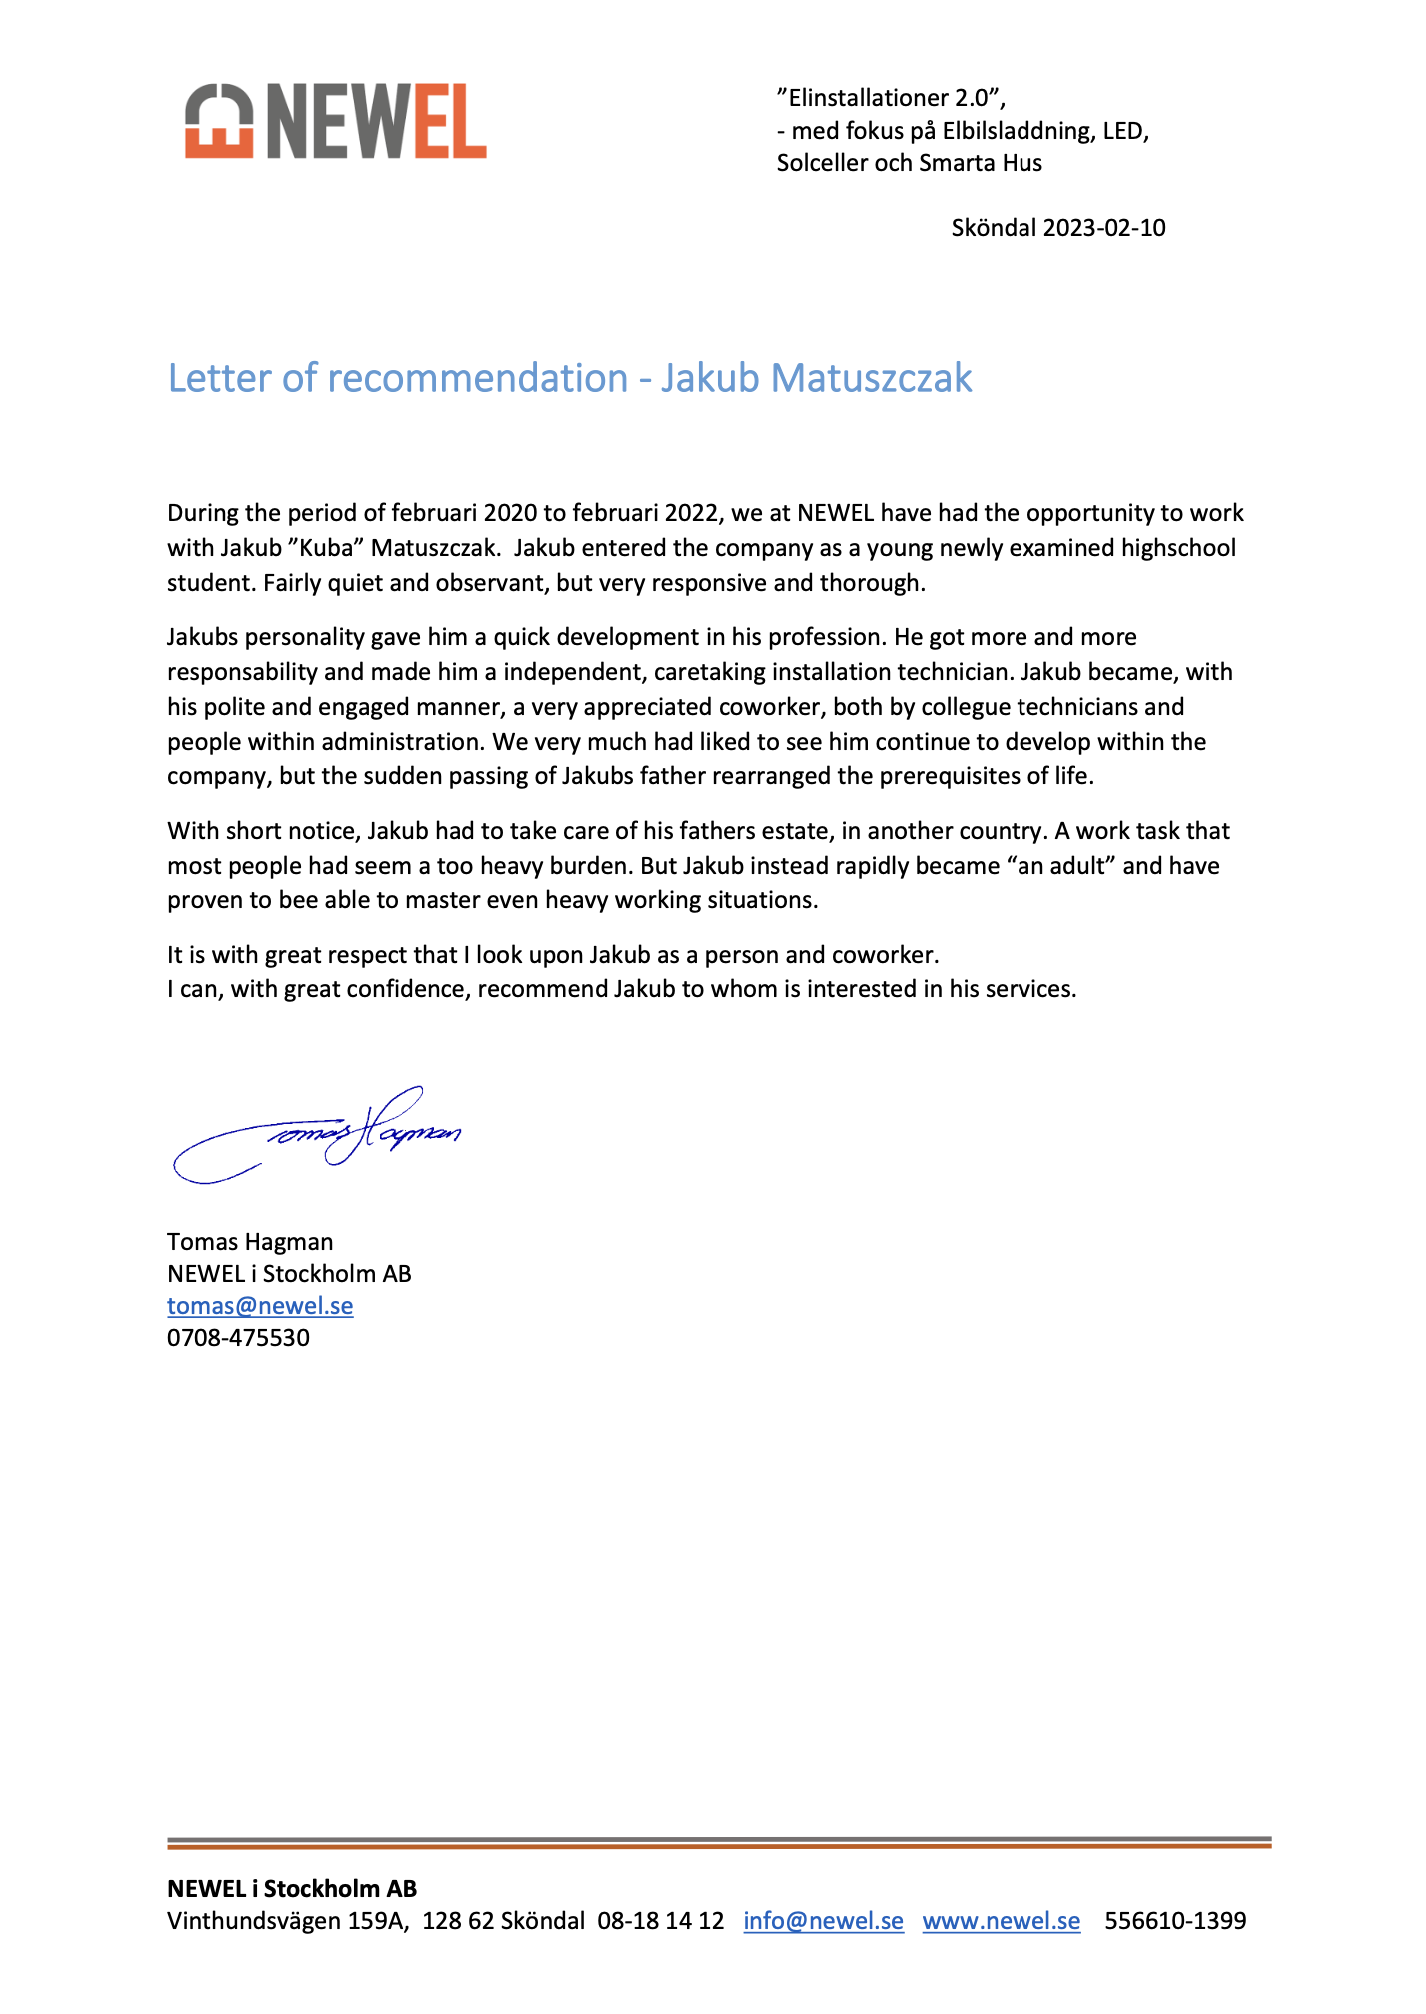 NEWEL
”Elinstallationer 2.0”,
- med fokus på Elbilsladdning, LED,
Solceller och Smarta Hus
Sköndal 2023-02-10
Letter of recommendation - Jakub Matuszczak
During the period of februari 2020 to februari 2022, we at NEWEL have had the opportunity to work
with Jakub ”Kuba” Matuszczak.  Jakub entered the company as a young newly examined highschool
student. Fairly quiet and observant, but very responsive and thorough.
Jakubs personality gave him a quick development in his profession. He got more and more
responsability and made him a independent, caretaking installation technician. Jakub became, with
his polite and engaged manner, a very appreciated coworker, both by collegue technicians and
people within administration. We very much had liked to see him continue to develop within the
company, but the sudden passing of Jakubs father rearranged the prerequisites of life.
With short notice, Jakub had to take care of his fathers estate, in another country. A work task that
most people had seem a too heavy burden. But Jakub instead rapidly became “an adult” and have
proven to bee able to master even heavy working situations.
It is with great respect that I look upon Jakub as a person and coworker.
I can, with great confidence, recommend Jakub to whom is interested in his services.
Tomas Hagman
Tomas Hagman
NEWEL i Stockholm AB
tomas@newel.se
0708-475530
NEWEL i Stockholm AB
Vinthundsvägen 159A,  128 62 Sköndal  08-18 14 12   info@newel.se   www.newel.se    556610-1399